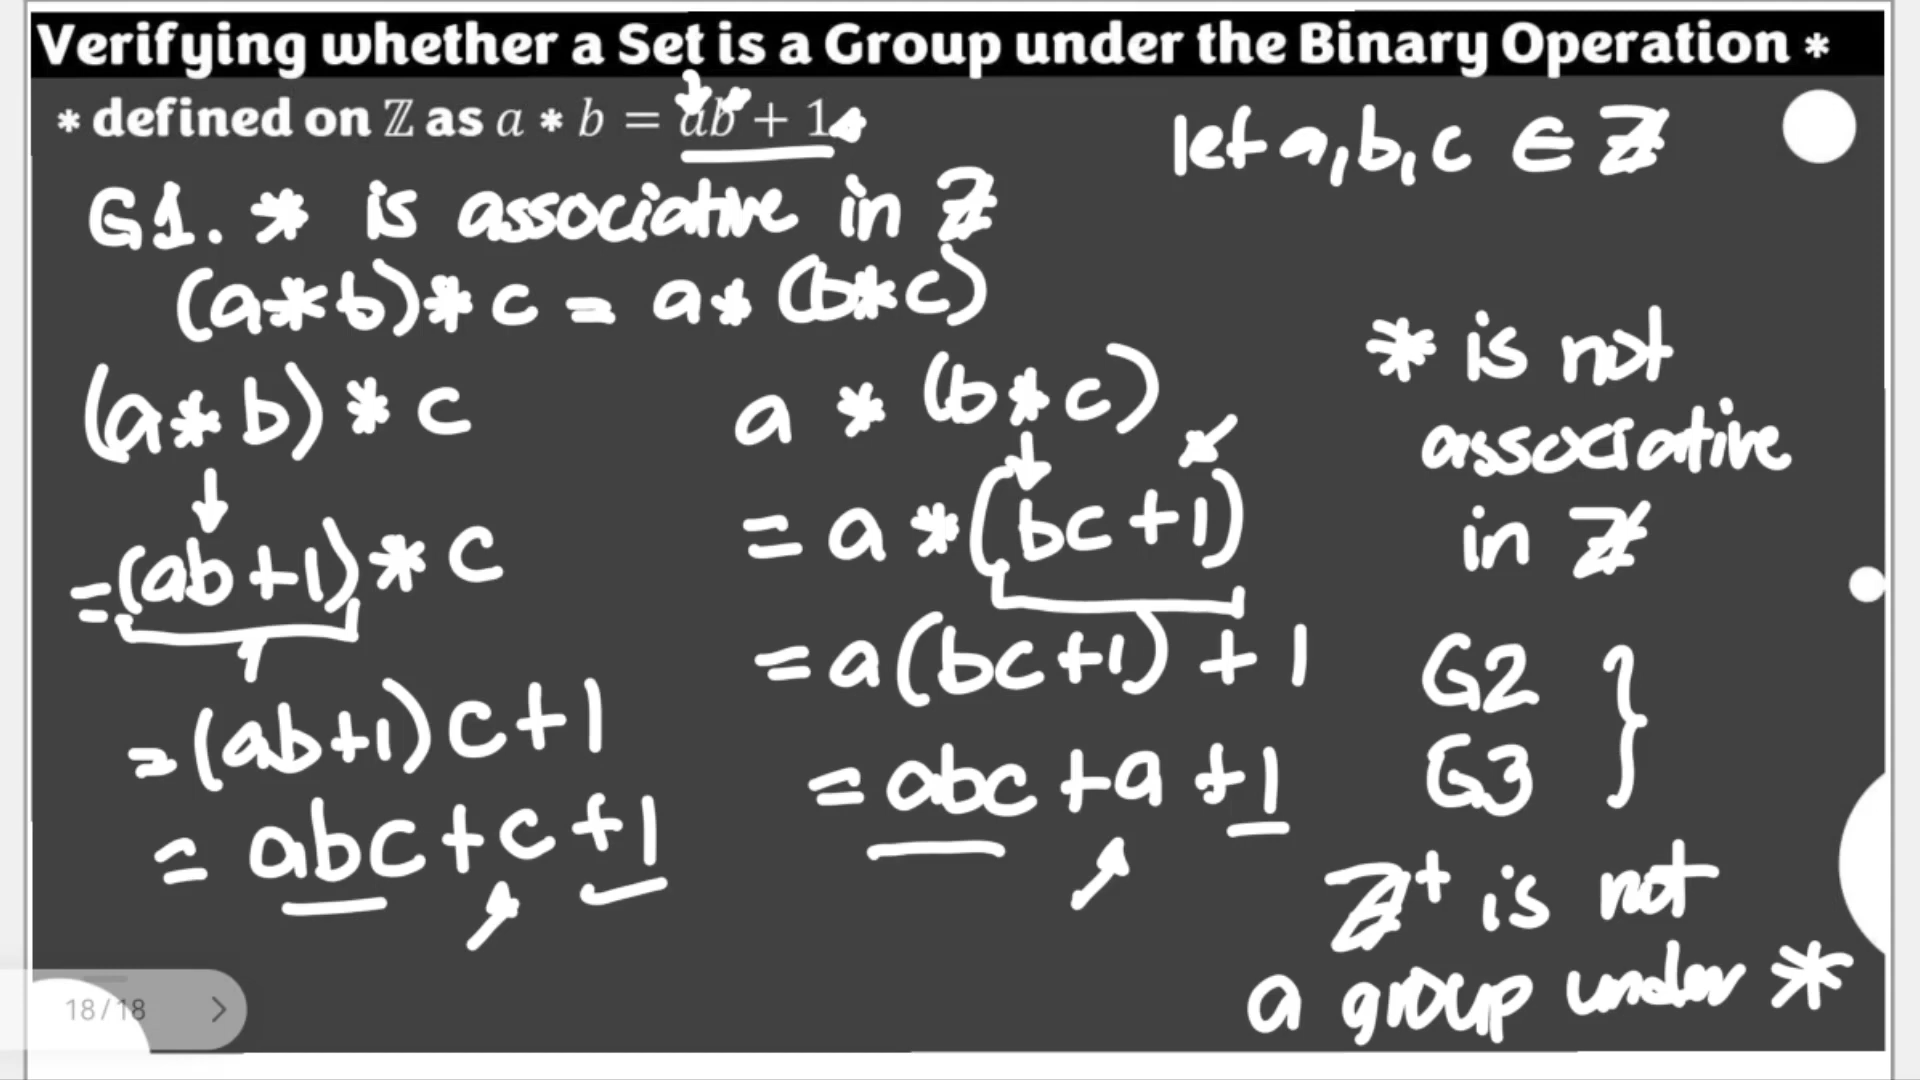 Verifying whether a Set is a Group under the Binary Operation *
* defined on ℤ as a * b = ab + 1
let a, b, c ∈ ℤ
G1. * is associative in ℤ
(a*b)*c = a*(b*c)
(a*b)*c
=(ab+1)*c
=(ab+1)c+1
= abc+c+1
a * (b*c)
= a *(bc+1)
= a(bc+1) + 1
= abc +a +1
* is not
associative
in ℤ
G2
G3 }
ℤ⁺ is not
a group under *
18/18 >